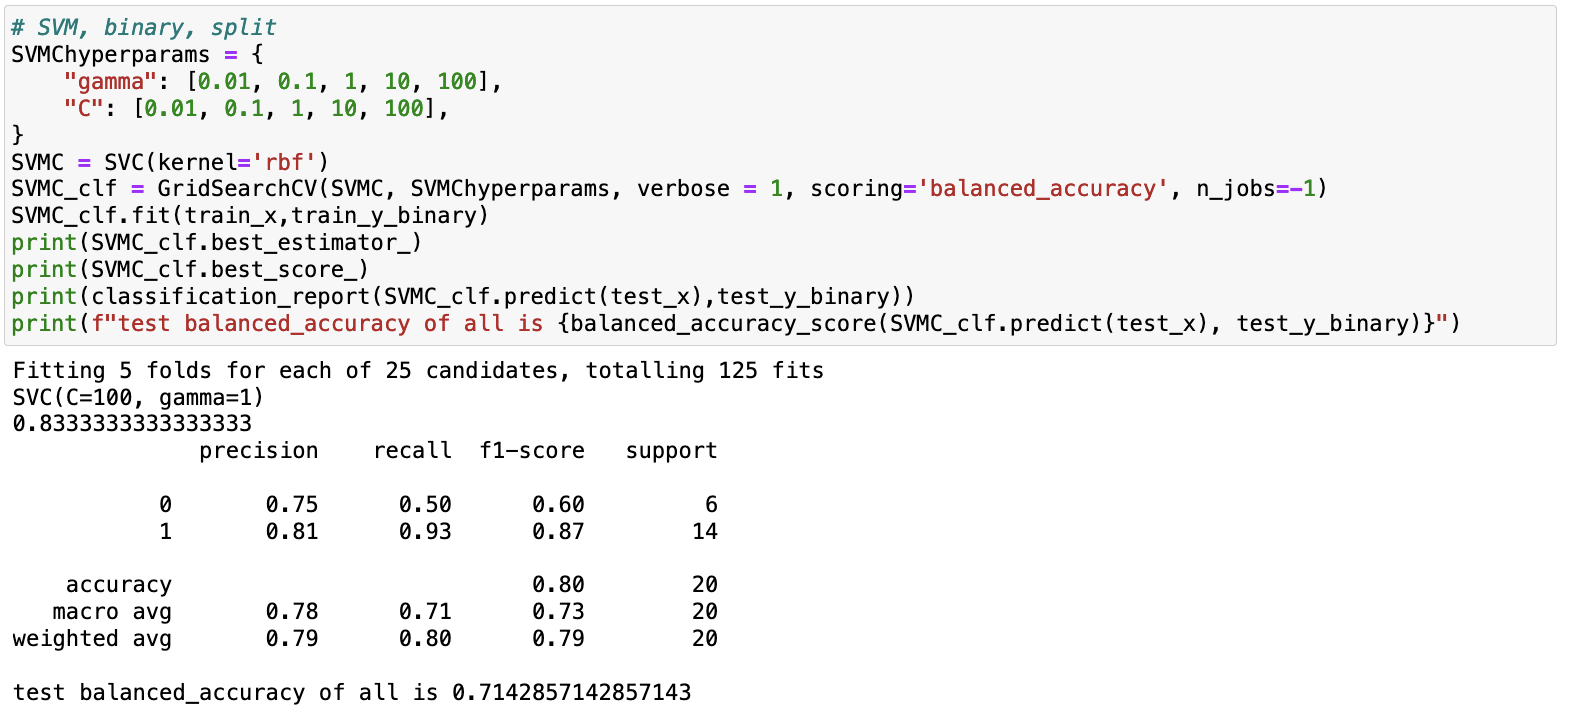 # SVM, binary, split
SVMChyperparams = {
    "gamma": [0.01, 0.1, 1, 10, 100],
    "C": [0.01, 0.1, 1, 10, 100],
}
SVMC = SVC(kernel='rbf')
SVMC_clf = GridSearchCV(SVMC, SVMChyperparams, verbose = 1, scoring='balanced_accuracy', n_jobs=-1)
SVMC_clf.fit(train_x,train_y_binary)
print(SVMC_clf.best_estimator_)
print(SVMC_clf.best_score_)
print(classification_report(SVMC_clf.predict(test_x),test_y_binary))
print(f"test balanced_accuracy of all is {balanced_accuracy_score(SVMC_clf.predict(test_x), test_y_binary)}")
Fitting 5 folds for each of 25 candidates, totalling 125 fits
SVC(C=100, gamma=1)
0.8333333333333333
              precision    recall  f1-score   support
           0       0.75      0.50      0.60         6
           1       0.81      0.93      0.87        14
    accuracy                           0.80        20
   macro avg       0.78      0.71      0.73        20
weighted avg       0.79      0.80      0.79        20
test balanced_accuracy of all is 0.7142857142857143